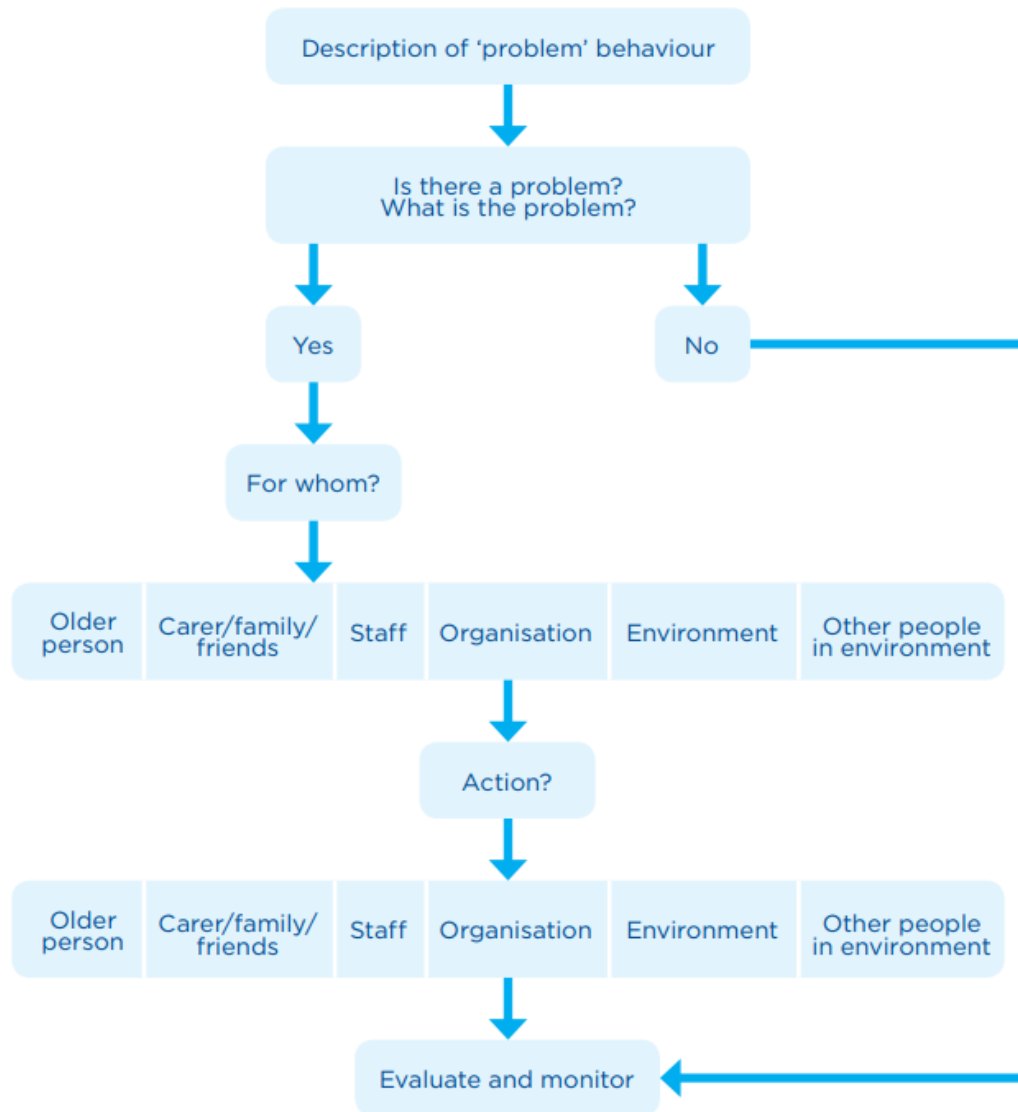 Description of ‘problem’ behaviour
Is there a problem?
What is the problem?
Yes
No
For whom?
Older
person
Carer/family/
friends
Staff
Organisation
Environment
Other people
in environment
Action?
Older
person
Carer/family/
friends
Staff
Organisation
Environment
Other people
in environment
Evaluate and monitor